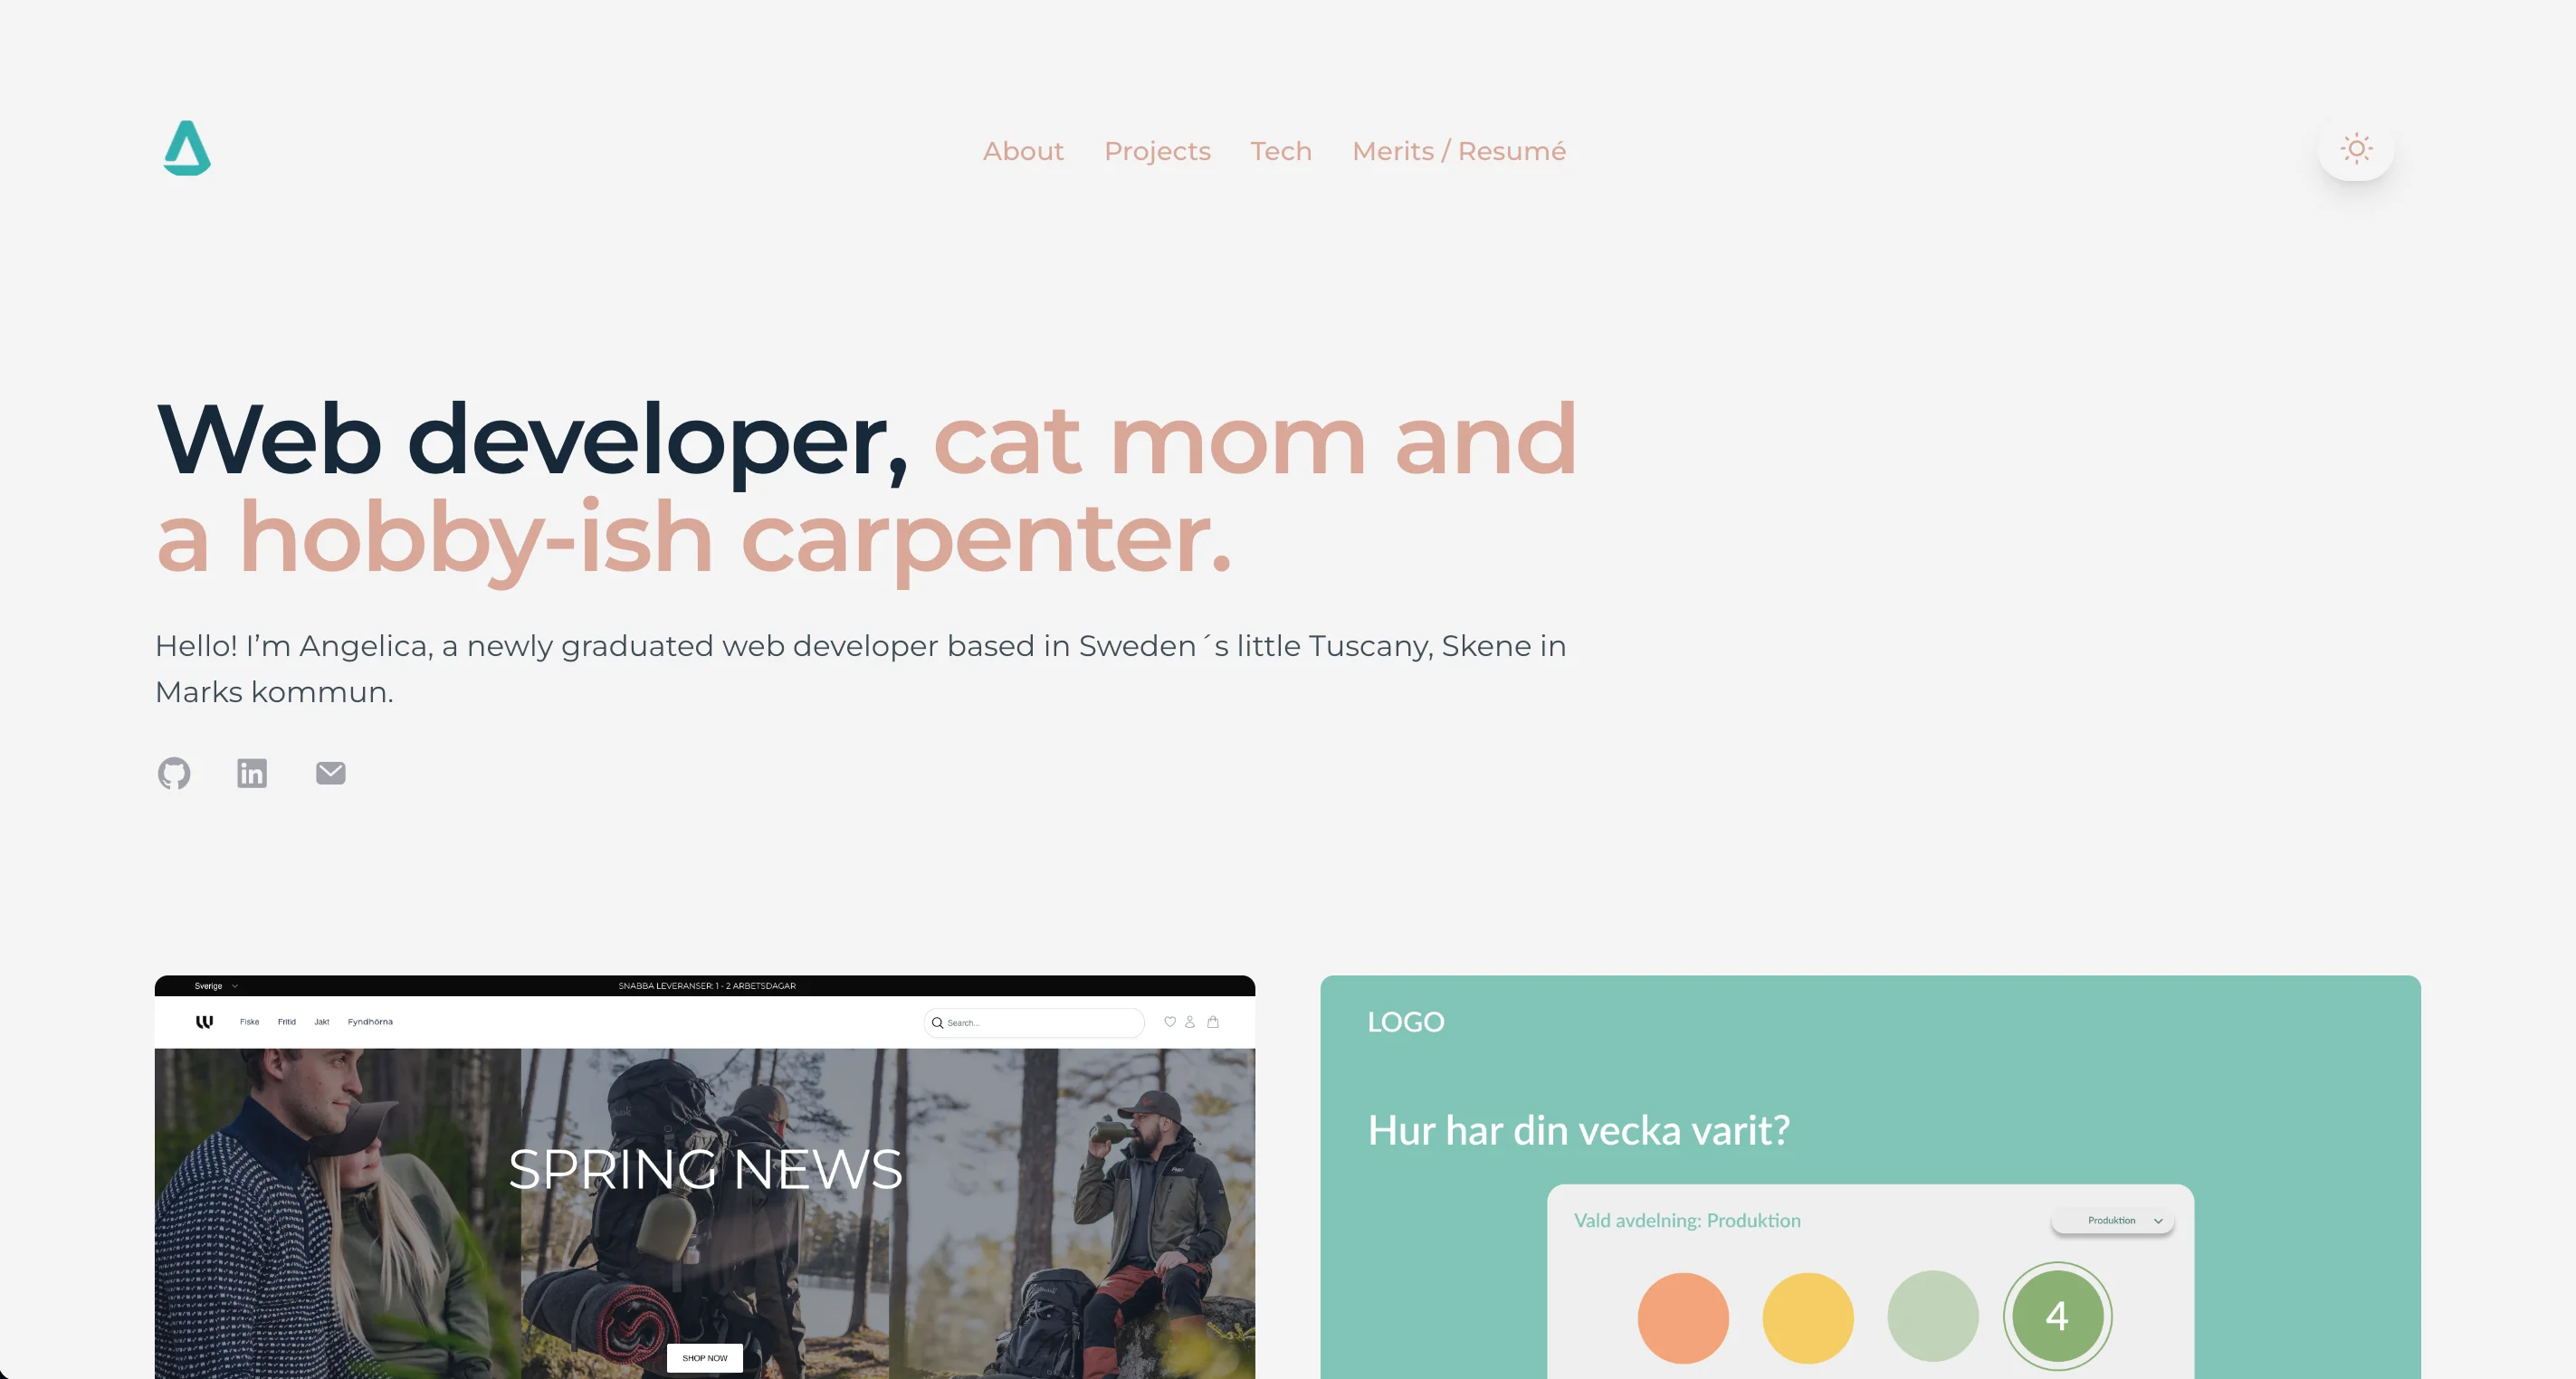 About Projects Tech Merits / Resumé
Web developer, cat mom and
a hobby-ish carpenter.
Hello! I’m Angelica, a newly graduated web developer based in Sweden´s little Tuscany, Skene in
Marks kommun.
Sverige SNABBA LEVERANSER: 1 - 2 ARBETSDAGAR
Fiske Fritid Jakt Fyndhörna Search...
SPRING NEWS
SHOP NOW
LOGO
Hur har din vecka varit?
Vald avdelning: Produktion Produktion
4